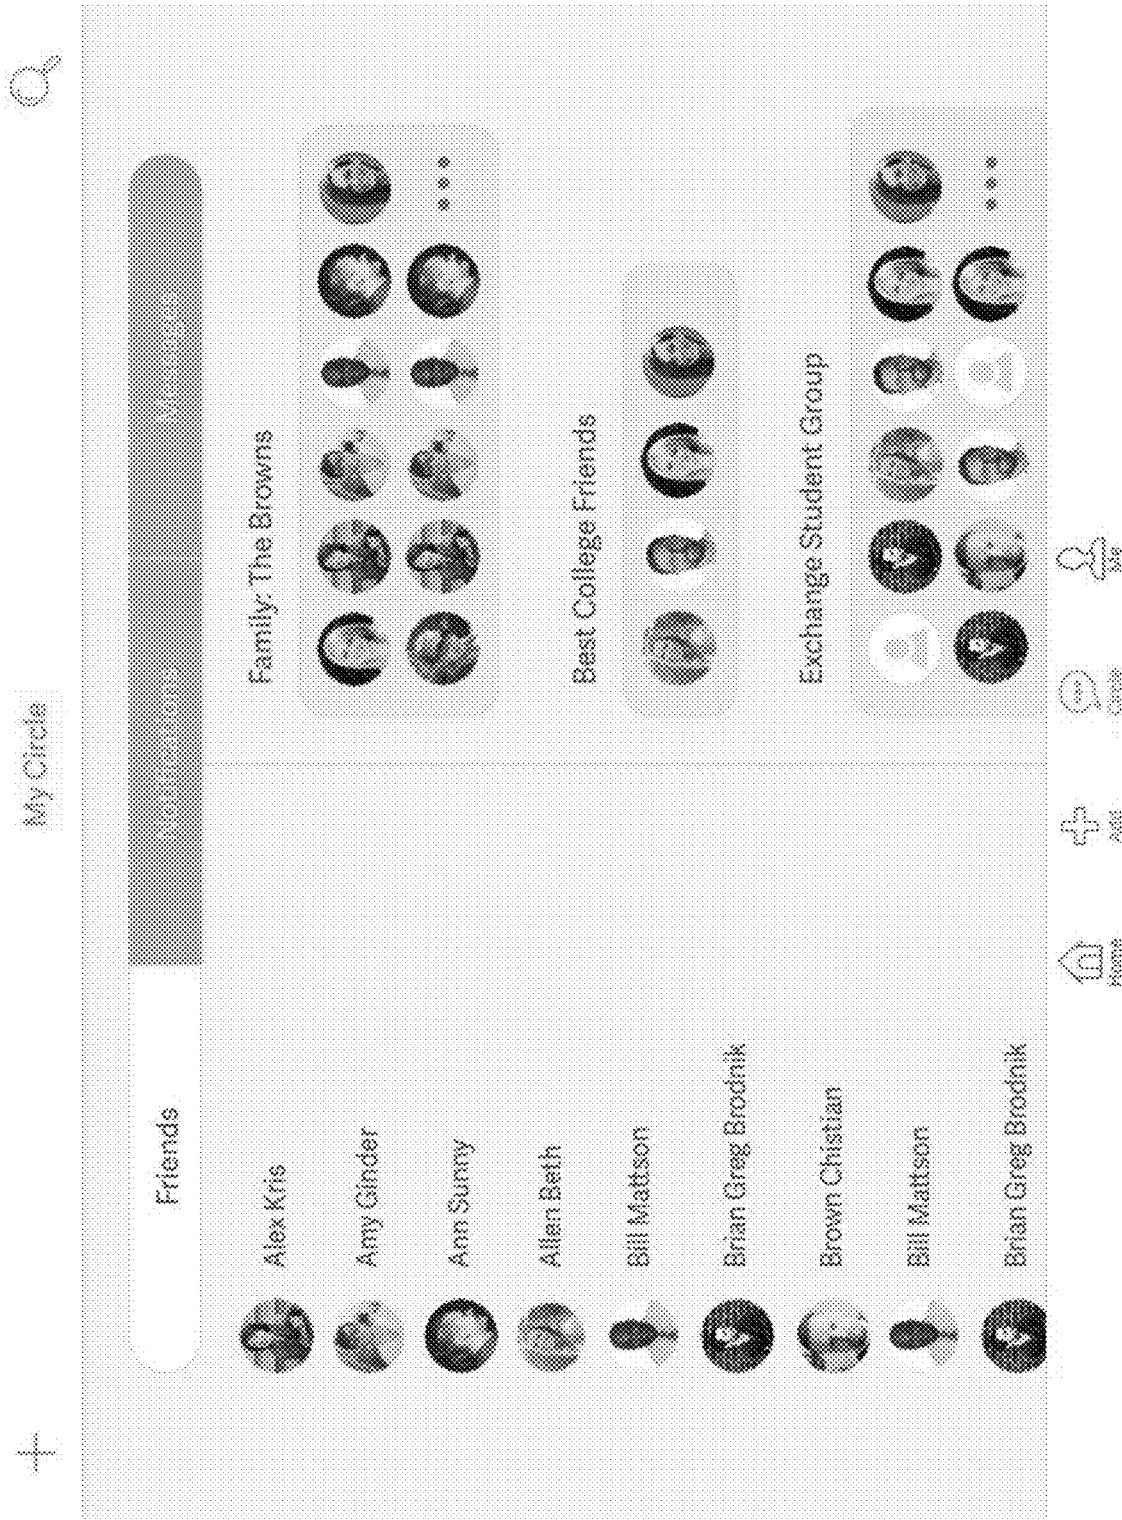 My Circle
Friends
Alex Kris
Amy Ginder
Ann Sunny
Allen Beth
Bill Mattson
Brian Greg Brodnik
Brown Chistian
Bill Mattson
Brian Greg Brodnik
Family: The Browns
Best College Friends
Exchange Student Group
Home
Add
Circle
Me